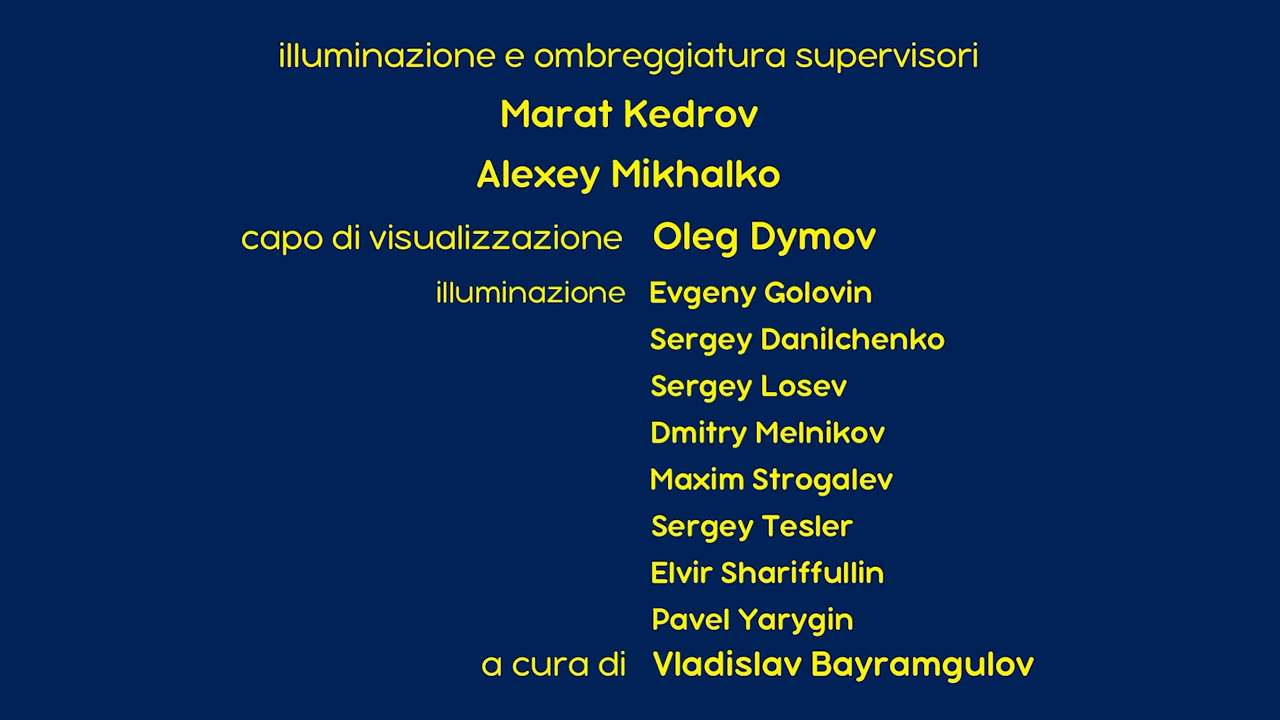 illuminazione e ombreggiatura supervisori
Marat Kedrov
Alexey Mikhalko
capo di visualizzazione Oleg Dymov
illuminazione Evgeny Golovin
Sergey Danilchenko
Sergey Losev
Dmitry Melnikov
Maxim Strogalev
Sergey Tesler
Elvir Shariffullin
Pavel Yarygin
a cura di Vladislav Bayramgulov